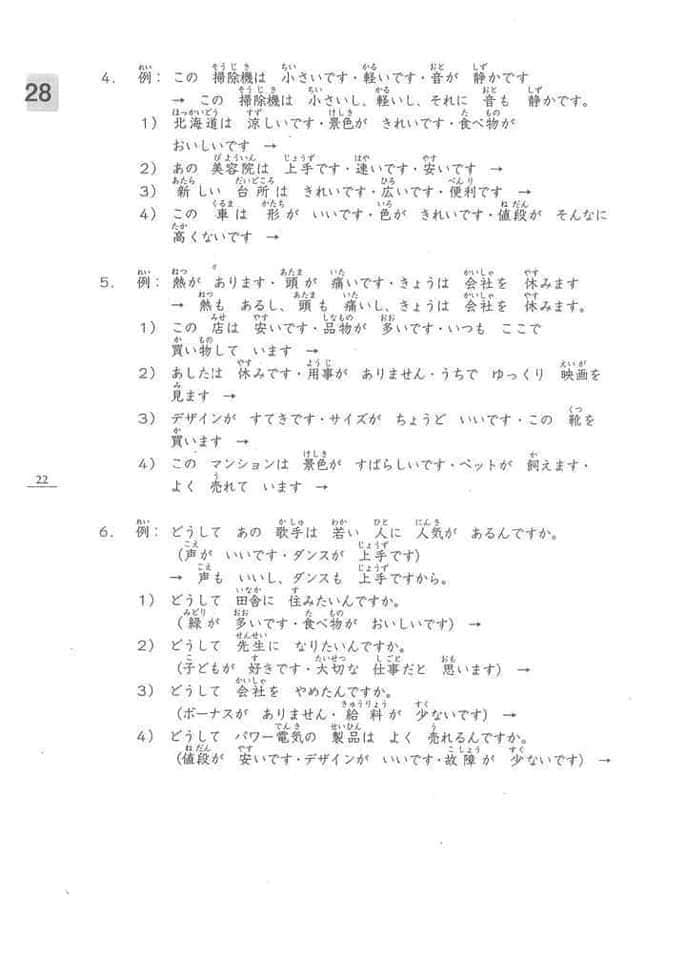 28
4. 例： この 掃除機は 小さいです・軽いです・音が 静かです
→ この 掃除機は 小さいし、軽いし、それに 音も 静かです。
1） 北海道は 涼しいです・景色が きれいです・食べ物が
おいしいです →
2） あの 美容院は 上手です・速いです・安いです →
3） 新しい 台所は きれいです・広いです・便利です →
4） この 車は 形が いいです・色が きれいです・値段が そんなに
高くないです →
5. 例： 熱が あります・頭が 痛いです・きょうは 会社を 休みます
→ 熱も あるし、頭も 痛いし、きょうは 会社を 休みます。
1） この 店は 安いです・品物が 多いです・いつも ここで
買い物して います →
2） あしたは 休みです・用事が ありません・うちで ゆっくり 映画を
見ます →
3） デザインが すてきです・サイズが ちょうど いいです・この 靴を
買います →
4） この マンションは 景色が すばらしいです・ペットが 飼えます・
よく 売れて います →
22
6. 例： どうして あの 歌手は 若い 人に 人気が あるんですか。
（声が いいです・ダンスが 上手です）
→ 声も いいし、ダンスも 上手ですから。
1） どうして 田舎に 住みたいんですか。
（緑が 多いです・食べ物が おいしいです） →
2） どうして 先生に なりたいんですか。
（子どもが 好きです・大切な 仕事だと 思います） →
3） どうして 会社を やめたんですか。
（ボーナスが ありません・給料が 少ないです） →
4） どうして パワー電気の 製品は よく 売れるんですか。
（値段が 安いです・デザインが いいです・故障が 少ないです） →